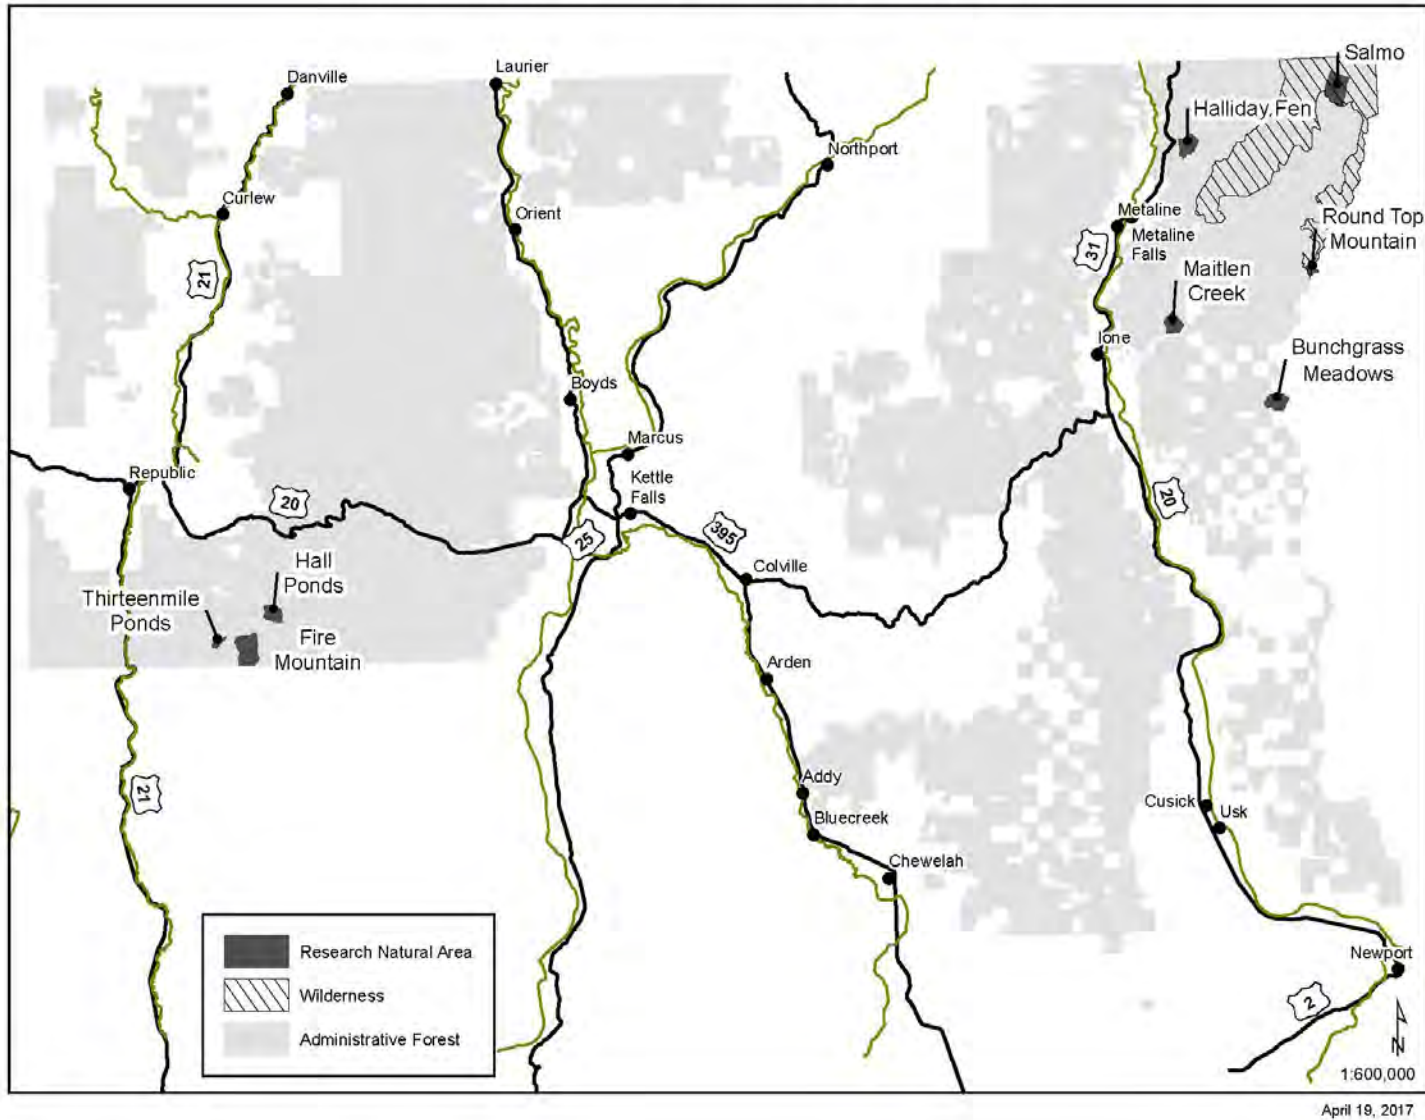 Salmo
Laurier
Danville
Halliday Fen
Northport
Curlew
Metaline
Orient
Round Top
Mountain
Metaline
Falls
31
21
Maitlen
Creek
Ione
Bunchgrass
Meadows
Boyds
Marcus
Republic
Kettle
Falls
20
20
395
25
Hall
Ponds
Colville
Thirteenmile
Ponds
Fire
Mountain
Arden
21
Addy
Cusick
Usk
Bluecreek
Chewelah
Research Natural Area
Newport
Wilderness
2
Administrative Forest
N
1:600,000
April 19, 2017